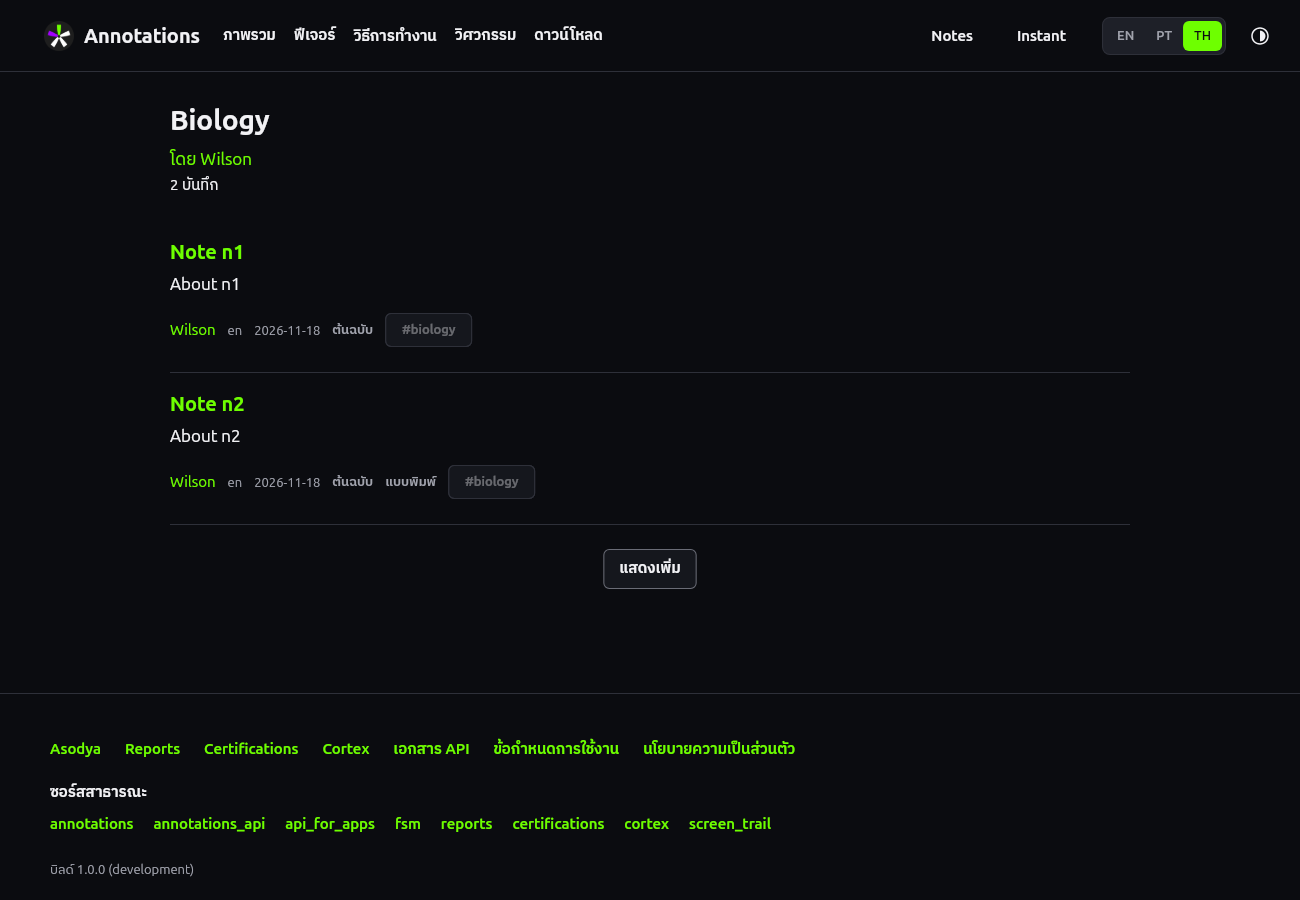 Annotations ภาพรวม ฟีเจอร์ วิธีการทำงาน วิศวกรรม ดาวน์โหลด Notes Instant EN PT TH
Biology
โดย Wilson
2 บันทึก
Note n1
About n1
Wilson en 2026-11-18 ต้นฉบับ #biology
Note n2
About n2
Wilson en 2026-11-18 ต้นฉบับ แบบพิมพ์ #biology
แสดงเพิ่ม
Asodya Reports Certifications Cortex เอกสาร API ข้อกำหนดการใช้งาน นโยบายความเป็นส่วนตัว
ซอร์สสาธารณะ
annotations annotations_api api_for_apps fsm reports certifications cortex screen_trail
บิลด์ 1.0.0 (development)